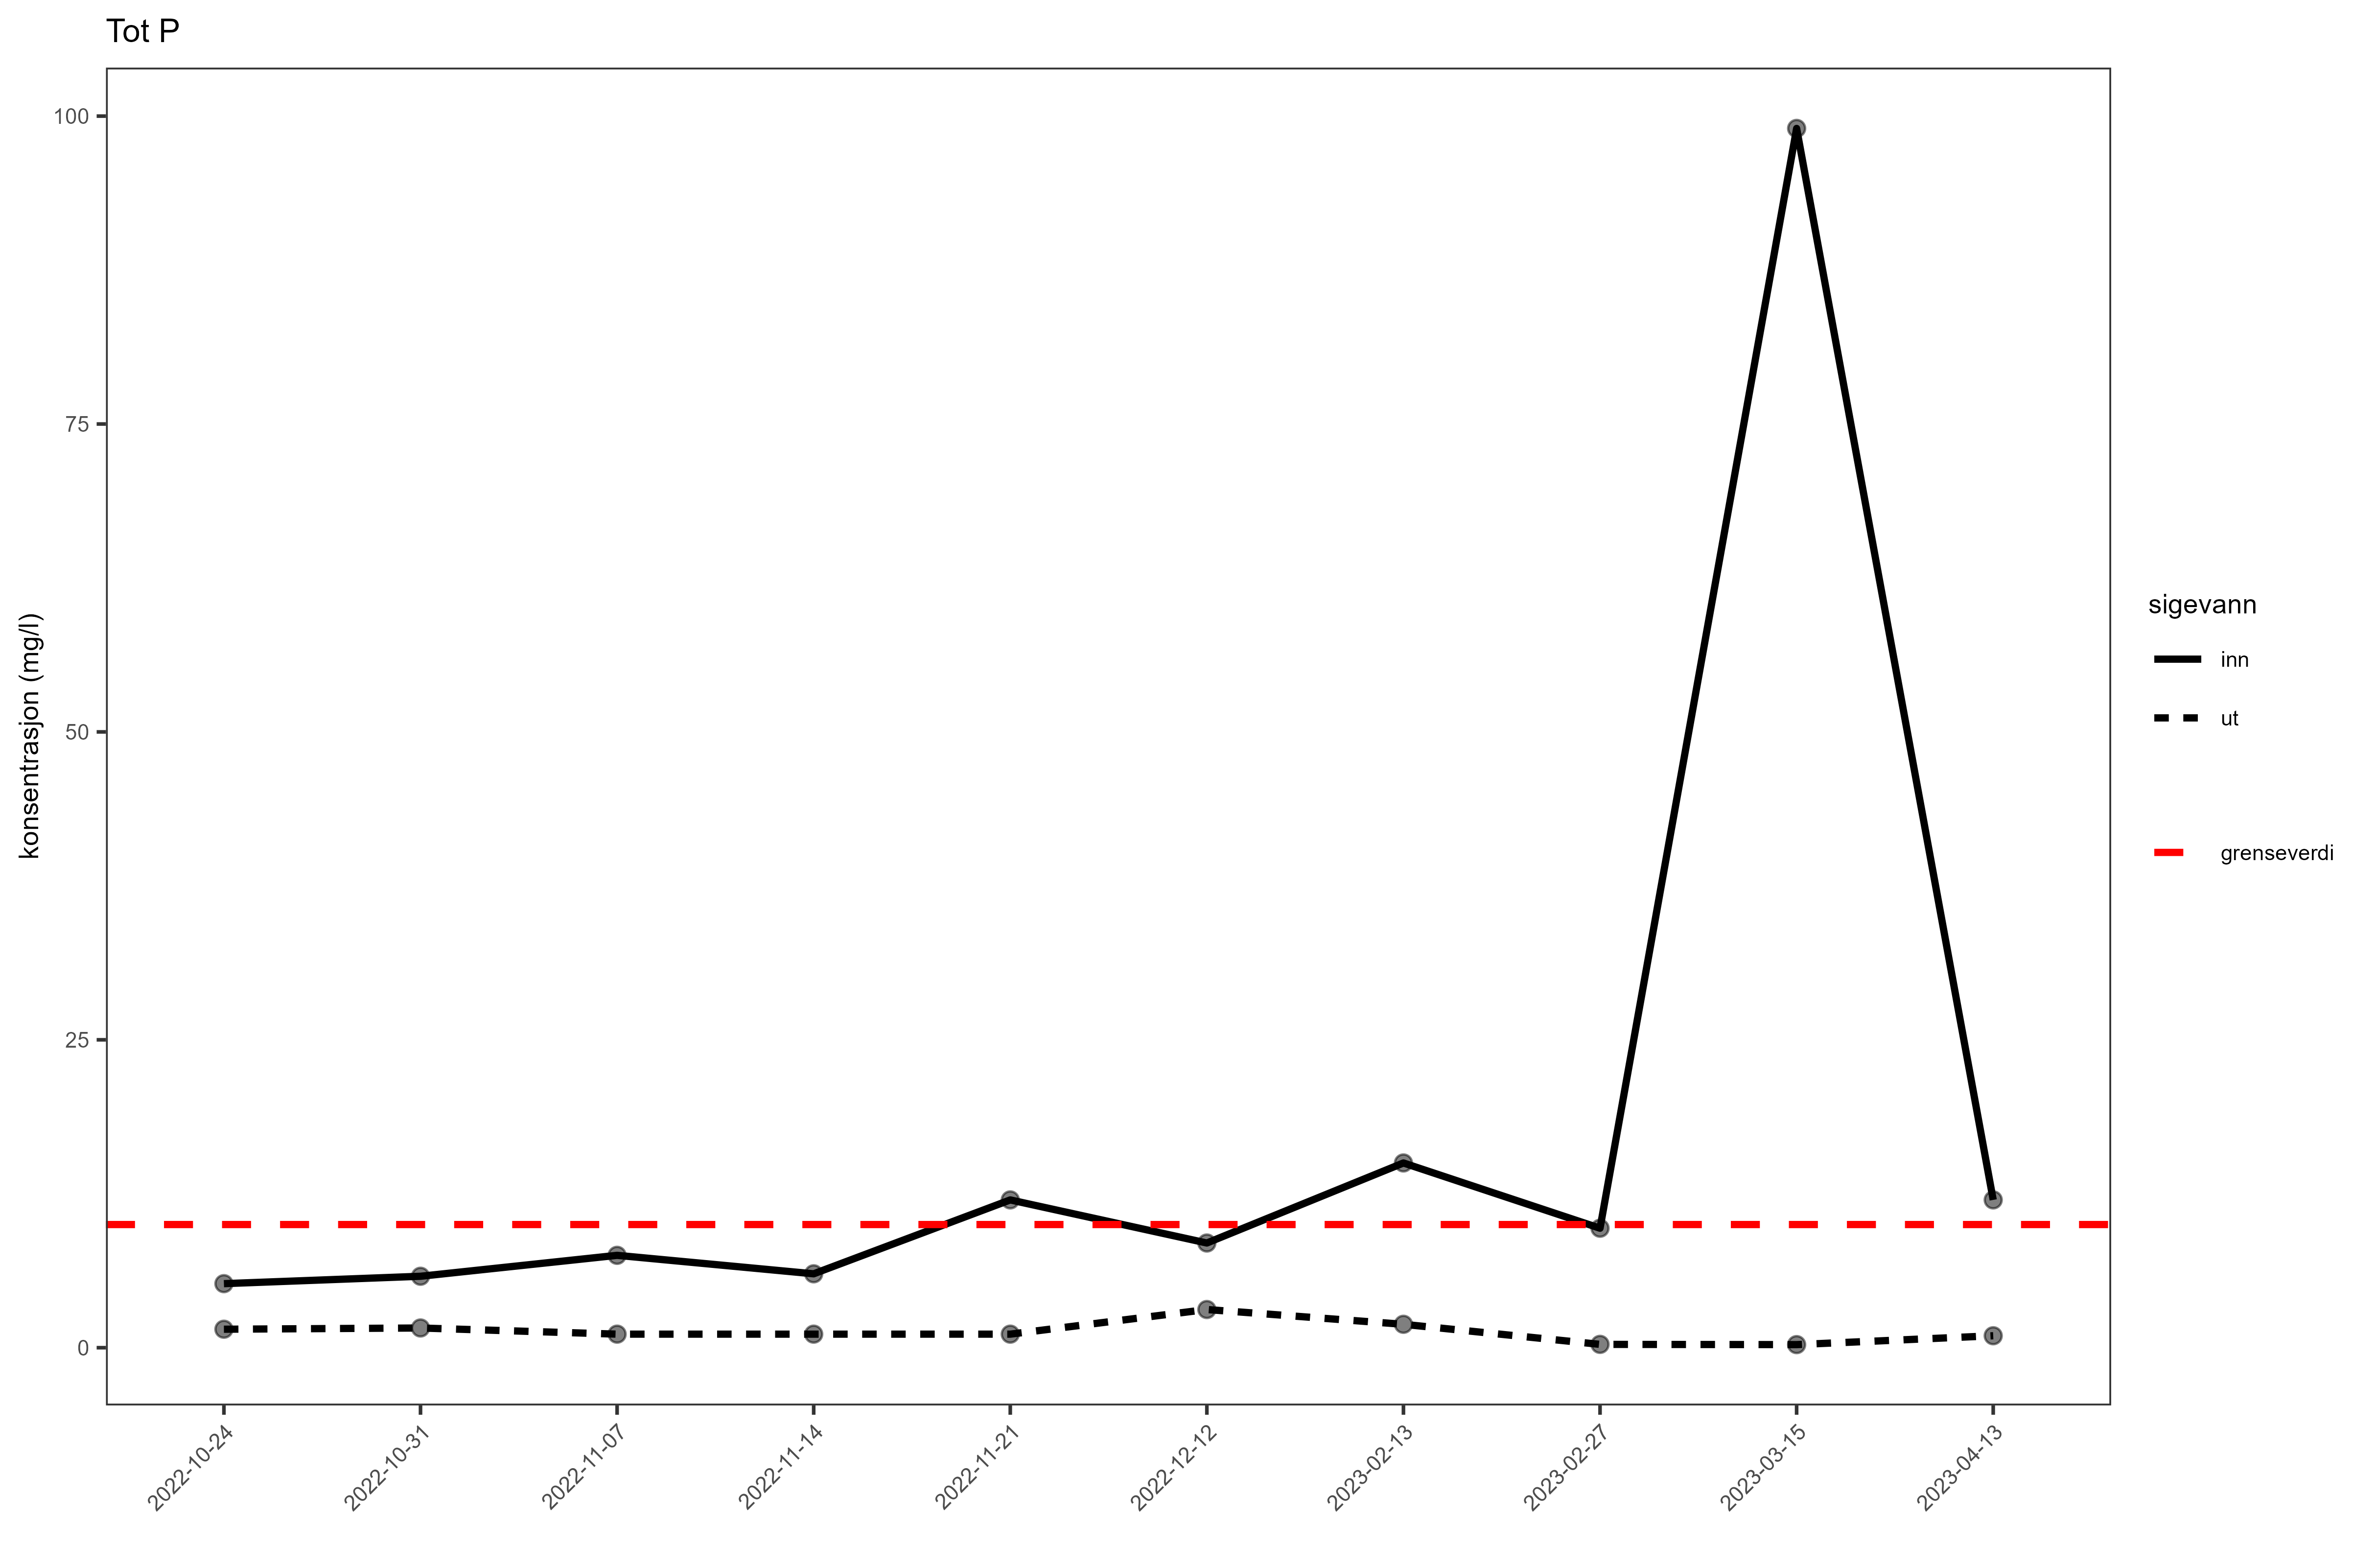 Tot P
konsentrasjon (mg/l)
100
75
50
25
0
2022-10-24
2022-10-31
2022-11-07
2022-11-14
2022-11-21
2022-12-12
2023-02-13
2023-02-27
2023-03-15
2023-04-13
sigevann
inn
ut
grenseverdi